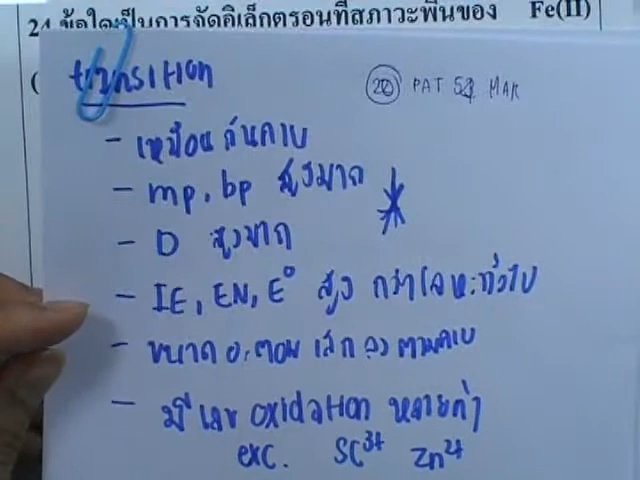 24 ข้อใดเป็นการจัดอิเล็กตรอนที่สภาวะพื้นของ Fe(II)
(
transition
20 PAT 52 MAR
- เหมือนกันตามคาบ
- mp, bp สูงมาก
- D สูงมาก
- IE, EN, E° สูง กว่าโลหะทั่วไป
- ขนาดอะตอม เล็กลงตามคาบ
- มีเลข oxidation หลายค่า
exc. Sc3+ Zn2+